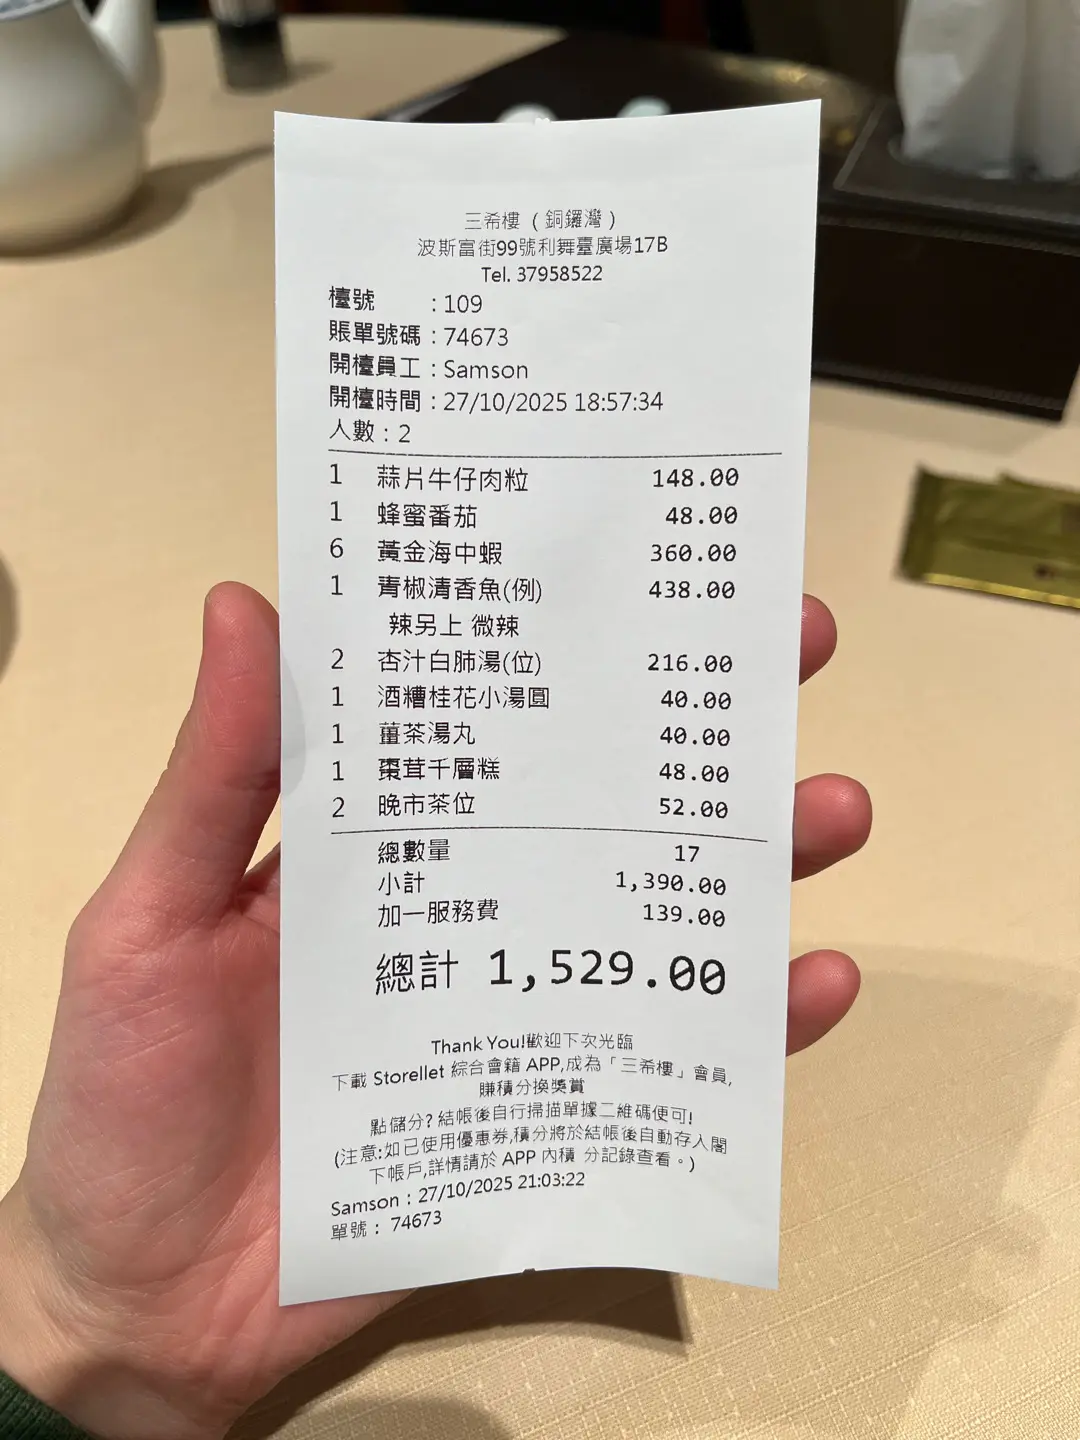 三希樓（銅鑼灣）
波斯富街99號利舞臺廣場17B
Tel. 37958522
檯號 : 109
賬單號碼 : 74673
開檯員工 : Samson
開檯時間 : 27/10/2025 18:57:34
人數 : 2
1 蒜片牛仔肉粒 148.00
1 蜂蜜番茄 48.00
6 黃金海中蝦 360.00
1 青椒清香魚(例) 438.00
辣另上 微辣
2 杏汁白肺湯(位) 216.00
1 酒糟桂花小湯圓 40.00
1 薑茶湯丸 40.00
1 棗茸千層糕 48.00
2 晚市茶位 52.00
總數量 17
小計 1,390.00
加一服務費 139.00
總計 1,529.00
Thank You!歡迎下次光臨
下載 Storellet 綜合會籍 APP,成為「三希樓」會員,
賺積分換獎賞
點儲分? 結帳後自行掃描單據二維碼便可!
(注意:如已使用優惠券,積分將於結帳後自動存入閣
下帳戶,詳情請於 APP 內積 分記錄查看。)
Samson : 27/10/2025 21:03:22
單號 : 74673